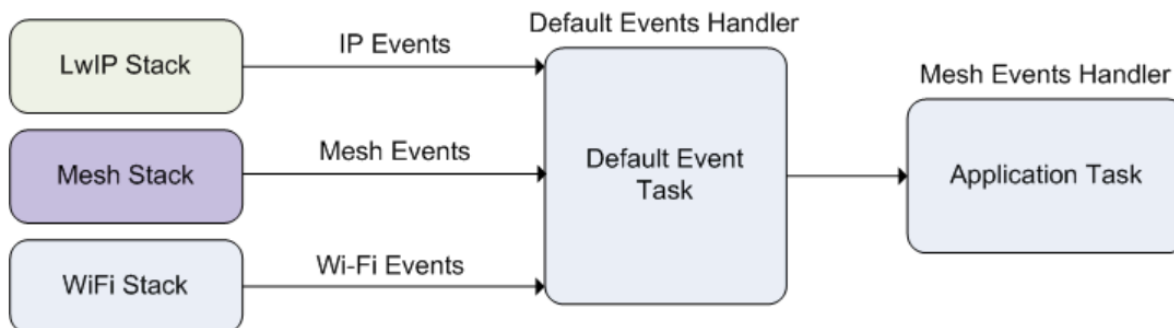 Default Events Handler
LwIP Stack
IP Events
Mesh Events Handler
Mesh Stack
Mesh Events
Default Event
Task
Application Task
WiFi Stack
Wi-Fi Events